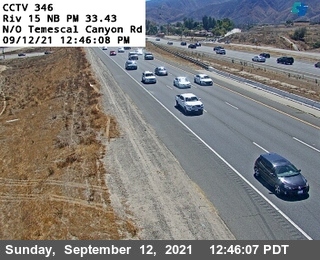 CCTV 346
Riv 15 NB PM 33.43
N/O Temescal Canyon Rd
09/12/21 12:46:08 PM
Sunday, September 12, 2021 12:46:07 PDT